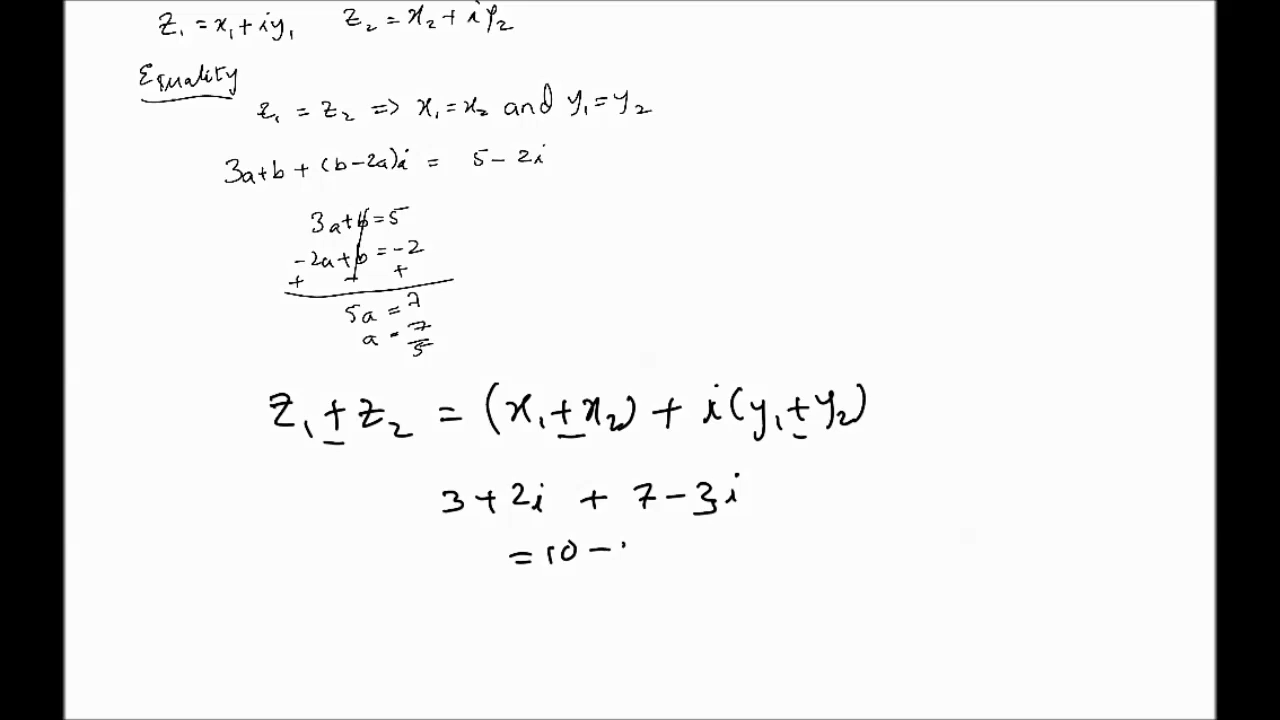 z₁ = x₁ + iy₁   z₂ = x₂ + iy₂
Equality
z₁ = z₂ => x₁ = x₂ and y₁ = y₂
3a+b + (b-2a)i = 5 - 2i
3a+b = 5
-2a+b = -2
+ - +
5a = 7
a = 7/5
z₁ + z₂ = (x₁ + x₂) + i(y₁ + y₂)
3 + 2i + 7 - 3i
= 10 -